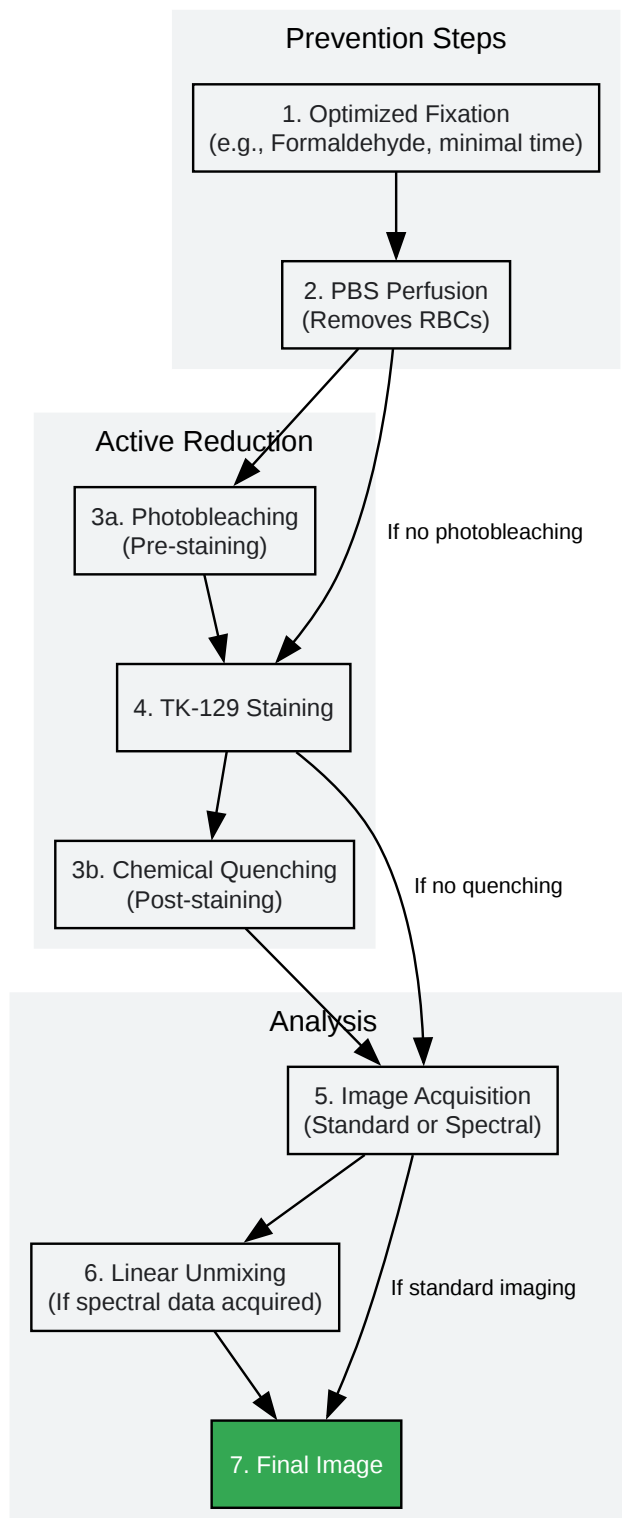 Prevention Steps
1. Optimized Fixation
(e.g., Formaldehyde, minimal time)
2. PBS Perfusion
(Removes RBCs)
Active Reduction
3a. Photobleaching
(Pre-staining)
If no photobleaching
4. TK-129 Staining
3b. Chemical Quenching
(Post-staining)
If no quenching
Analysis
5. Image Acquisition
(Standard or Spectral)
6. Linear Unmixing
(If spectral data acquired)
If standard imaging
7. Final Image